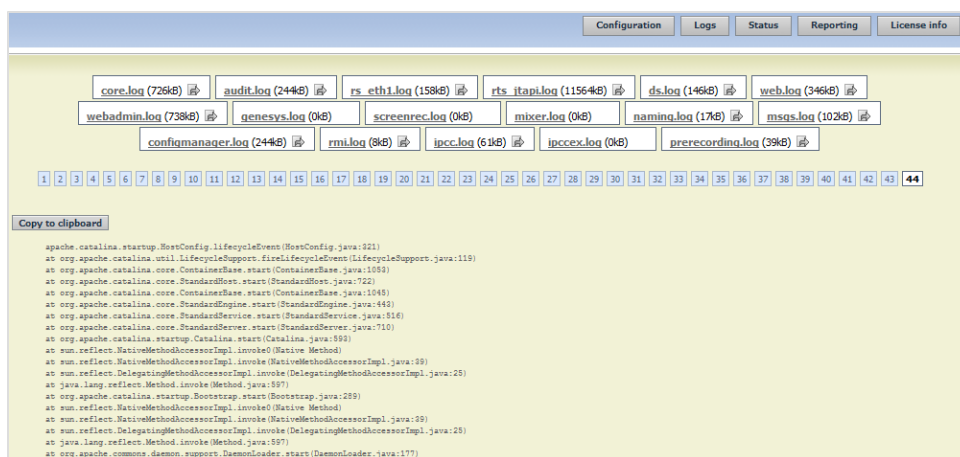 Configuration Logs Status Reporting License info
core.log (726kB) audit.log (244kB) rs_eth1.log (158kB) rts_jtapi.log (11564kB) ds.log (146kB) web.log (346kB)
webadmin.log (738kB) genesys.log (0kB) screenrec.log (0kB) mixer.log (0kB) naming.log (17kB) msgs.log (102kB)
configmanager.log (244kB) rmi.log (8kB) ipcc.log (61kB) ipccex.log (0kB) prerecording.log (39kB)
1 2 3 4 5 6 7 8 9 10 11 12 13 14 15 16 17 18 19 20 21 22 23 24 25 26 27 28 29 30 31 32 33 34 35 36 37 38 39 40 41 42 43 44
Copy to clipboard
apache.catalina.startup.HostConfig.lifecycleEvent(HostConfig.java:321)
at org.apache.catalina.util.LifecycleSupport.fireLifecycleEvent(LifecycleSupport.java:119)
at org.apache.catalina.core.ContainerBase.start(ContainerBase.java:1053)
at org.apache.catalina.core.StandardHost.start(StandardHost.java:722)
at org.apache.catalina.core.ContainerBase.start(ContainerBase.java:1045)
at org.apache.catalina.core.StandardEngine.start(StandardEngine.java:443)
at org.apache.catalina.core.StandardService.start(StandardService.java:516)
at org.apache.catalina.core.StandardServer.start(StandardServer.java:710)
at org.apache.catalina.startup.Catalina.start(Catalina.java:593)
at sun.reflect.NativeMethodAccessorImpl.invoke0(Native Method)
at sun.reflect.NativeMethodAccessorImpl.invoke(NativeMethodAccessorImpl.java:39)
at sun.reflect.DelegatingMethodAccessorImpl.invoke(DelegatingMethodAccessorImpl.java:25)
at java.lang.reflect.Method.invoke(Method.java:597)
at org.apache.catalina.startup.Bootstrap.start(Bootstrap.java:289)
at sun.reflect.NativeMethodAccessorImpl.invoke0(Native Method)
at sun.reflect.NativeMethodAccessorImpl.invoke(NativeMethodAccessorImpl.java:39)
at sun.reflect.DelegatingMethodAccessorImpl.invoke(DelegatingMethodAccessorImpl.java:25)
at java.lang.reflect.Method.invoke(Method.java:597)
at org.apache.commons.daemon.support.DaemonLoader.start(DaemonLoader.java:177)